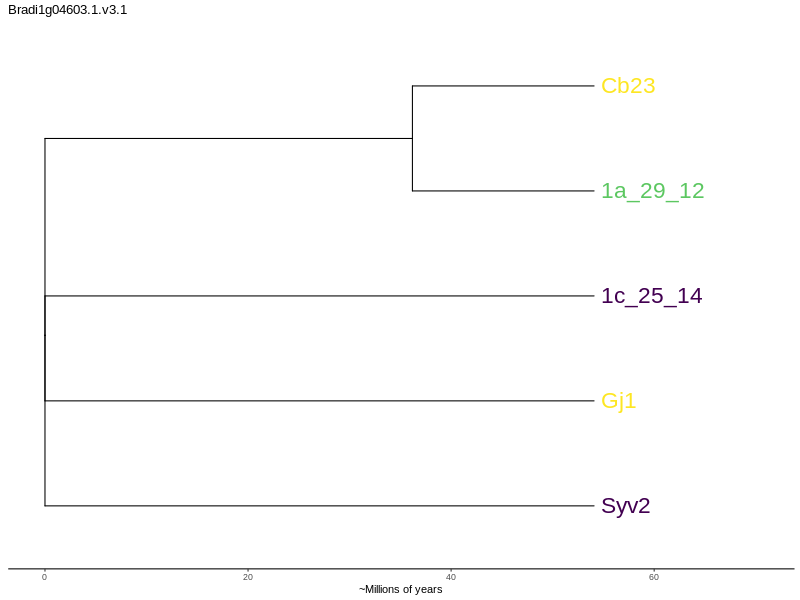 Bradi1g04603.1.v3.1
Cb23
1a_29_12
1c_25_14
Gj1
Syv2
0 20 40 60
~Millions of years